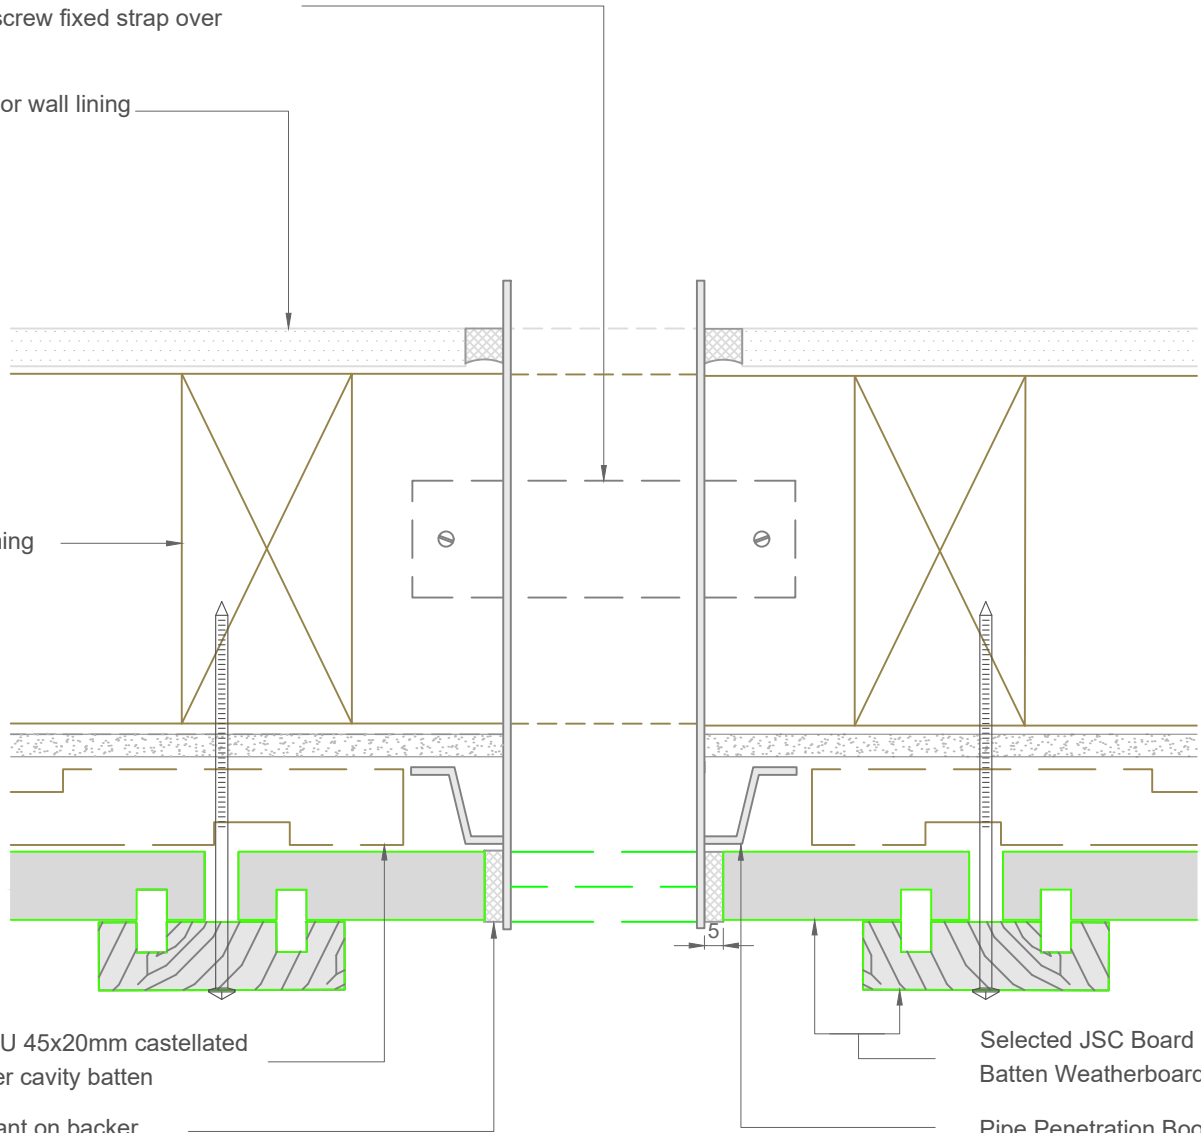 screw fixed strap over
or wall lining
ing
5
U 45x20mm castellated
er cavity batten
Selected JSC Board
Batten Weatherboard
ant on backer
Pipe Penetration Boo